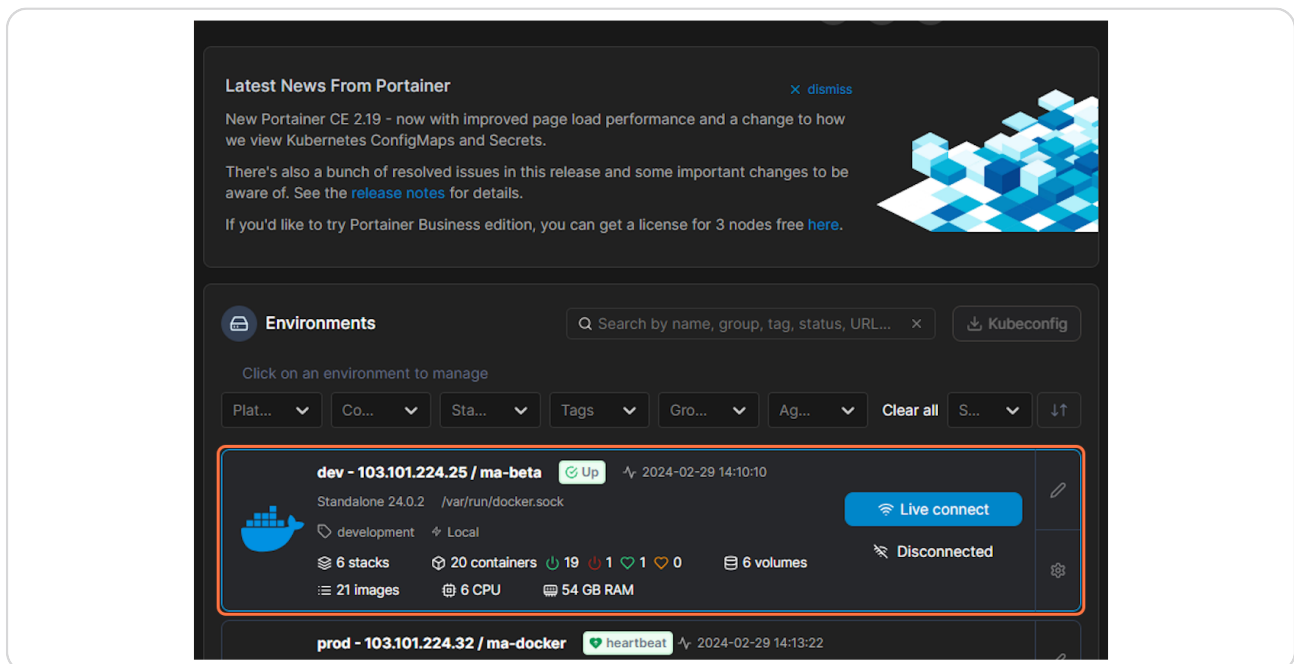 Latest News From Portainer
dismiss
New Portainer CE 2.19 - now with improved page load performance and a change to how
we view Kubernetes ConfigMaps and Secrets.
There's also a bunch of resolved issues in this release and some important changes to be
aware of. See the release notes for details.
If you'd like to try Portainer Business edition, you can get a license for 3 nodes free here.
Environments
Search by name, group, tag, status, URL...
Kubeconfig
Click on an environment to manage
Plat... Co... Sta... Tags Gro... Ag... Clear all S...
dev - 103.101.224.25 / ma-beta Up 2024-02-29 14:10:10
Standalone 24.0.2 /var/run/docker.sock
Live connect
development Local
Disconnected
6 stacks 20 containers 19 1 1 0 6 volumes
21 images 6 CPU 54 GB RAM
prod - 103.101.224.32 / ma-docker heartbeat 2024-02-29 14:13:22